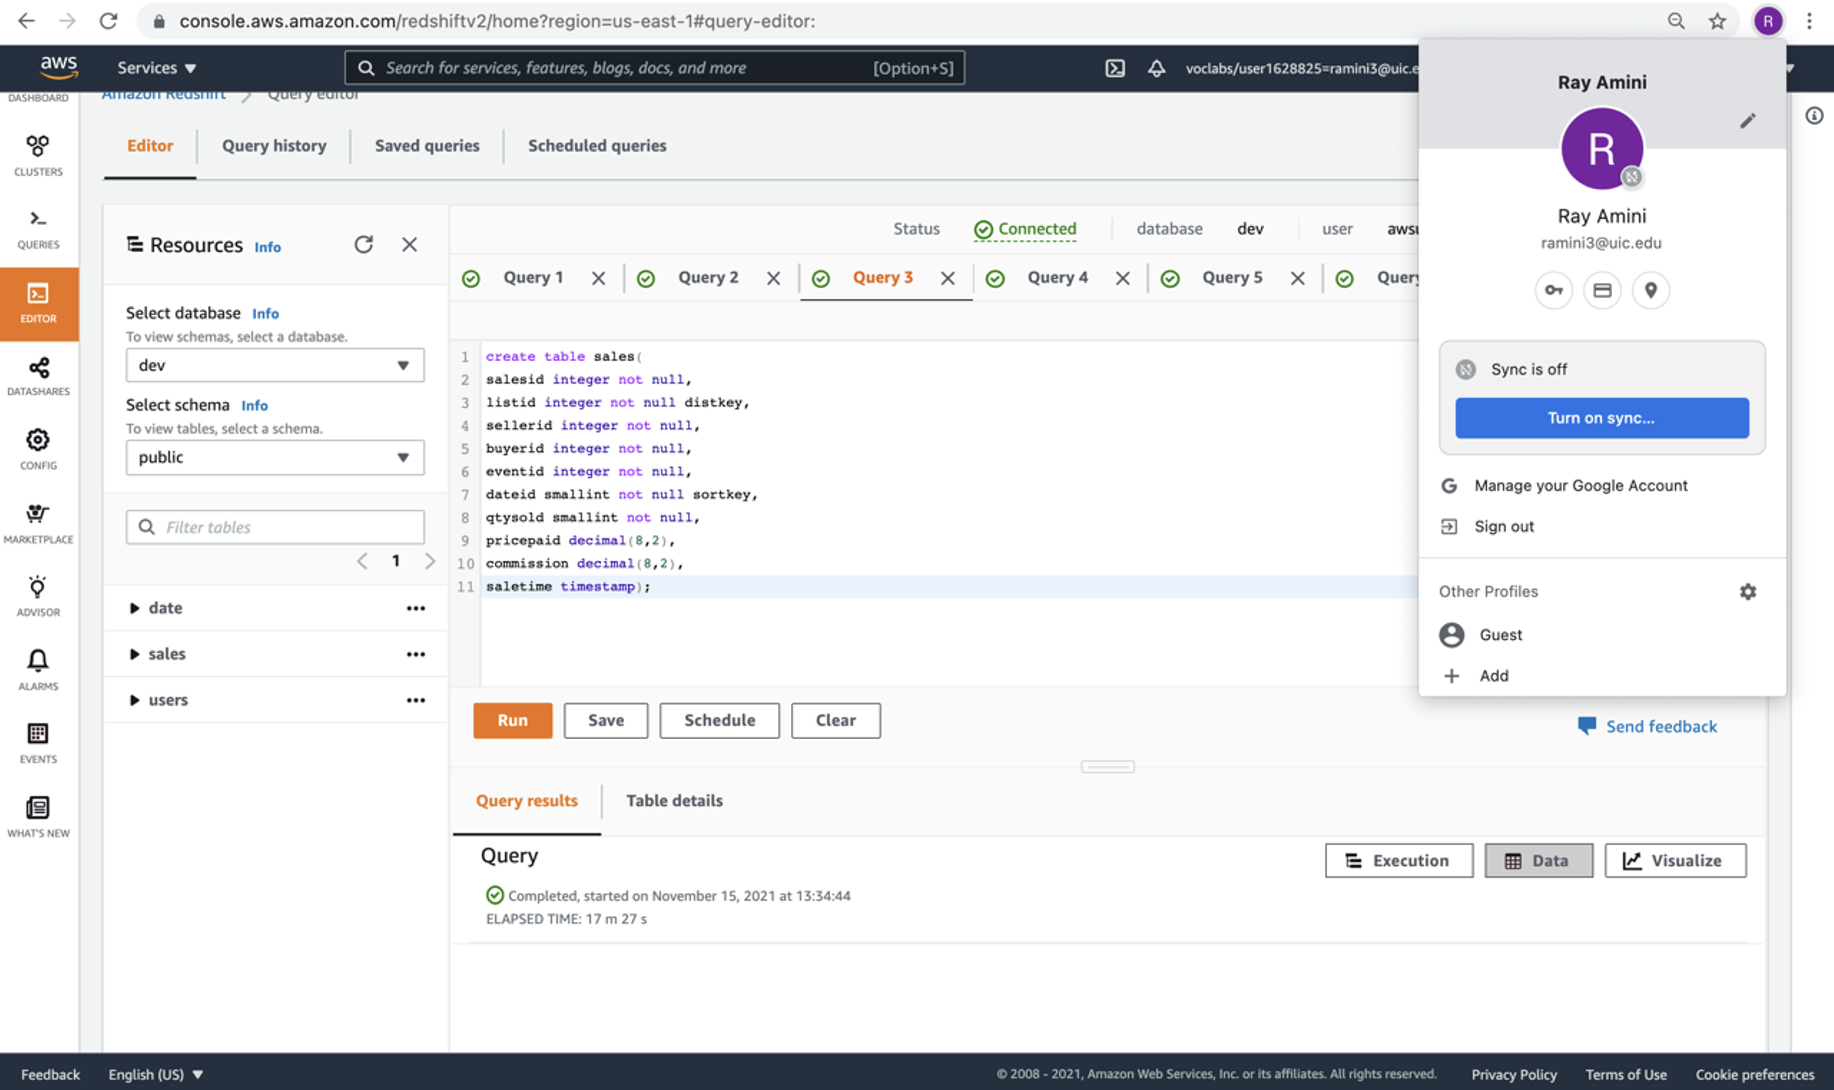 console.aws.amazon.com/redshiftv2/home?region=us-east-1#query-editor:
R
aws
Services ▼
Search for services, features, blogs, docs, and more
[Option+S]
voclabs/user1628825=ramini3@uic.e
DASHBOARD
CLUSTERS
QUERIES
EDITOR
DATASHARES
CONFIG
MARKETPLACE
ADVISOR
ALARMS
EVENTS
WHAT'S NEW
Amazon Redshift > Query editor
Editor
Query history
Saved queries
Scheduled queries
Resources Info
Select database Info
To view schemas, select a database.
dev
Select schema Info
To view tables, select a schema.
public
Filter tables
< 1 >
date
sales
users
Status
Connected
database
dev
user
awsu
Query 1
Query 2
Query 3
Query 4
Query 5
Query
1 create table sales(
2 salesid integer not null,
3 listid integer not null distkey,
4 sellerid integer not null,
5 buyerid integer not null,
6 eventid integer not null,
7 dateid smallint not null sortkey,
8 qtysold smallint not null,
9 pricepaid decimal(8,2),
10 commission decimal(8,2),
11 saletime timestamp);
Run
Save
Schedule
Clear
Send feedback
Query results
Table details
Query
Completed, started on November 15, 2021 at 13:34:44
ELAPSED TIME: 17 m 27 s
Execution
Data
Visualize
Ray Amini
R
Ray Amini
ramini3@uic.edu
Sync is off
Turn on sync...
G Manage your Google Account
Sign out
Other Profiles
Guest
+ Add
Feedback
English (US) ▼
© 2008 - 2021, Amazon Web Services, Inc. or its affiliates. All rights reserved.
Privacy Policy
Terms of Use
Cookie preferences